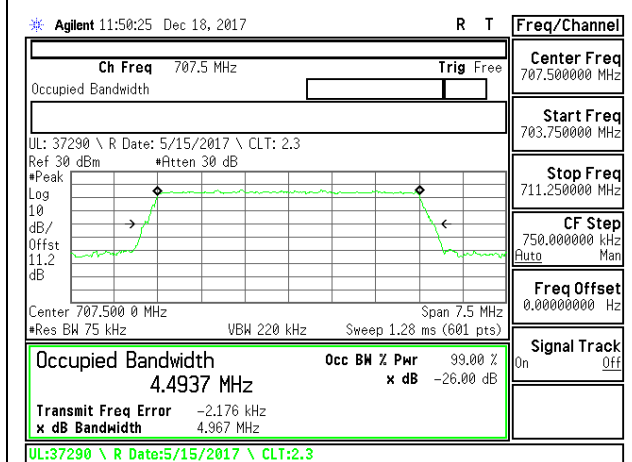 Agilent 11:50:25 Dec 18, 2017 R T Freq/Channel
Ch Freq 707.5 MHz Trig Free
Occupied Bandwidth
Center Freq
707.500000 MHz
Start Freq
703.750000 MHz
Stop Freq
711.250000 MHz
CF Step
750.000000 kHz
Auto Man
Freq Offset
0.00000000 Hz
Signal Track
On Off
UL: 37290 \ R Date: 5/15/2017 \ CLT: 2.3
Ref 30 dBm #Atten 30 dB
#Peak
Log
10
dB/
Offst
11.2
dB
Center 707.500 0 MHz Span 7.5 MHz
#Res BW 75 kHz VBW 220 kHz Sweep 1.28 ms (601 pts)
Occupied Bandwidth Occ BW % Pwr 99.00 %
4.4937 MHz x dB -26.00 dB
Transmit Freq Error -2.176 kHz
x dB Bandwidth 4.967 MHz
UL:37290 \ R Date:5/15/2017 \ CLT:2.3